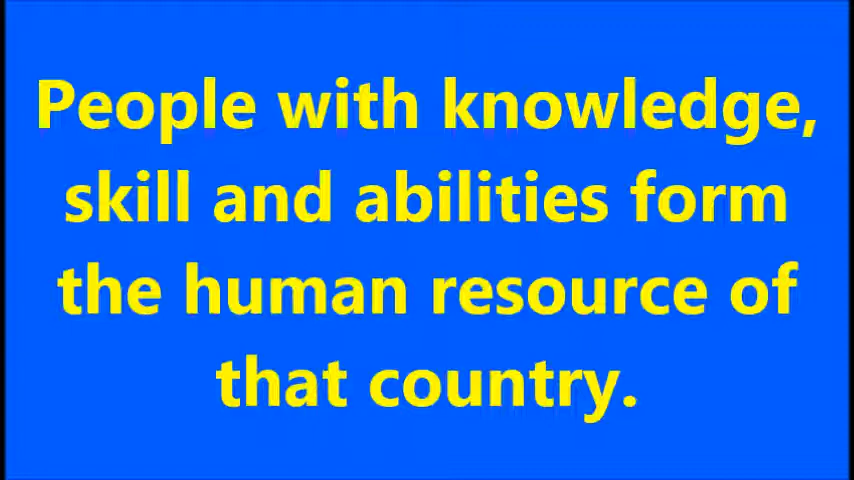 People with knowledge,
skill and abilities form
the human resource of
that country.